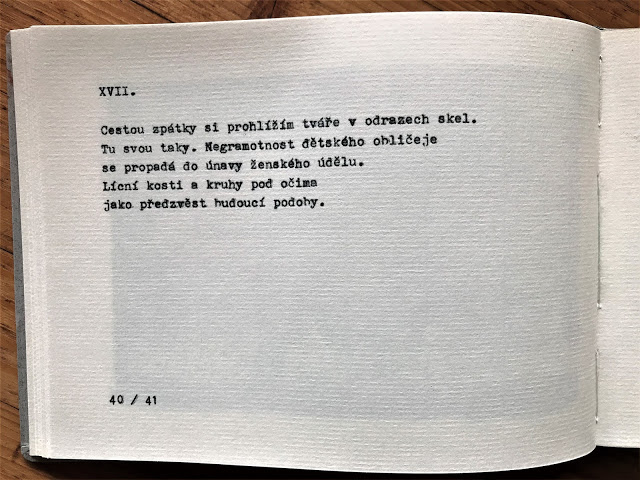 XVII.
Cestou zpátky si prohlížím tváře v odrazech skel.
Tu svou taky. Negramotnost dětského obličeje
se propadá do únavy ženského údělu.
Lícní kosti a kruhy pod očima
jako předzvěst budoucí podoby.
40 / 41